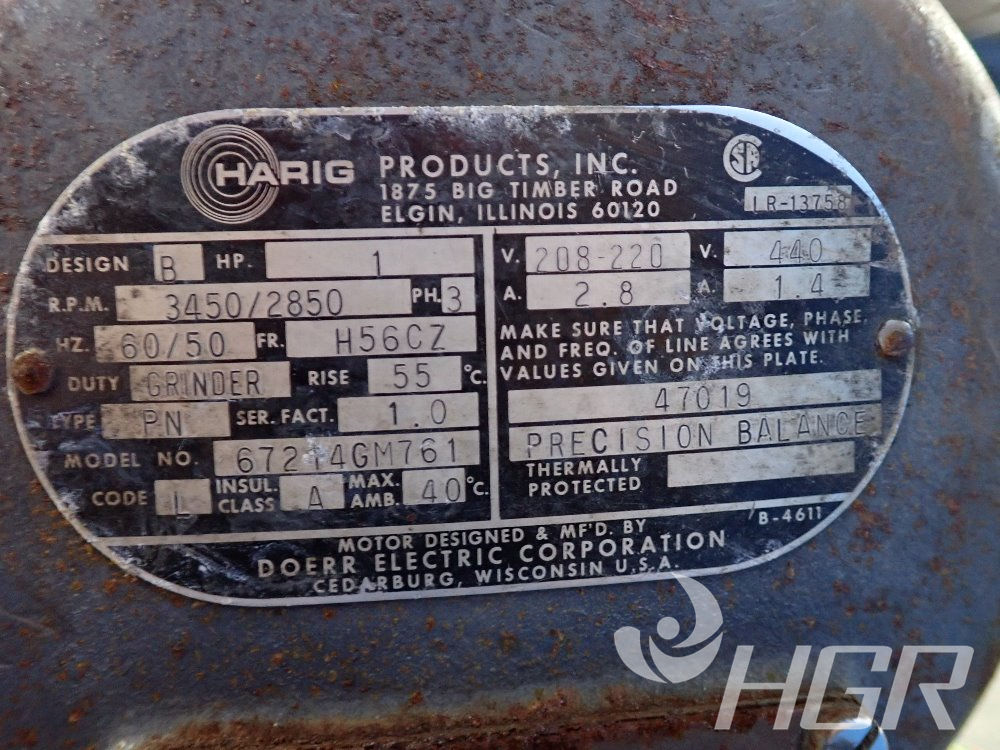 HARIG PRODUCTS, INC.
1875 BIG TIMBER ROAD
ELGIN, ILLINOIS 60120
SA
LR-13758
DESIGN B HP. 1
R.P.M. 3450/2850 PH. 3
HZ. 60/50 FR. H56CZ
DUTY GRINDER RISE 55 °C.
TYPE PN SER. FACT. 1.0
MODEL NO. 67214GM761
CODE L INSUL. CLASS A MAX. AMB. 40 °C.
V. 208-220 V. 440
A. 2.8 A. 1.4
MAKE SURE THAT VOLTAGE, PHASE,
AND FREQ. OF LINE AGREES WITH
VALUES GIVEN ON THIS PLATE.
47019
PRECISION BALANCE
THERMALLY
PROTECTED
B-4611
MOTOR DESIGNED & MF'D. BY
DOERR ELECTRIC CORPORATION
CEDARBURG, WISCONSIN U.S.A.
HGR